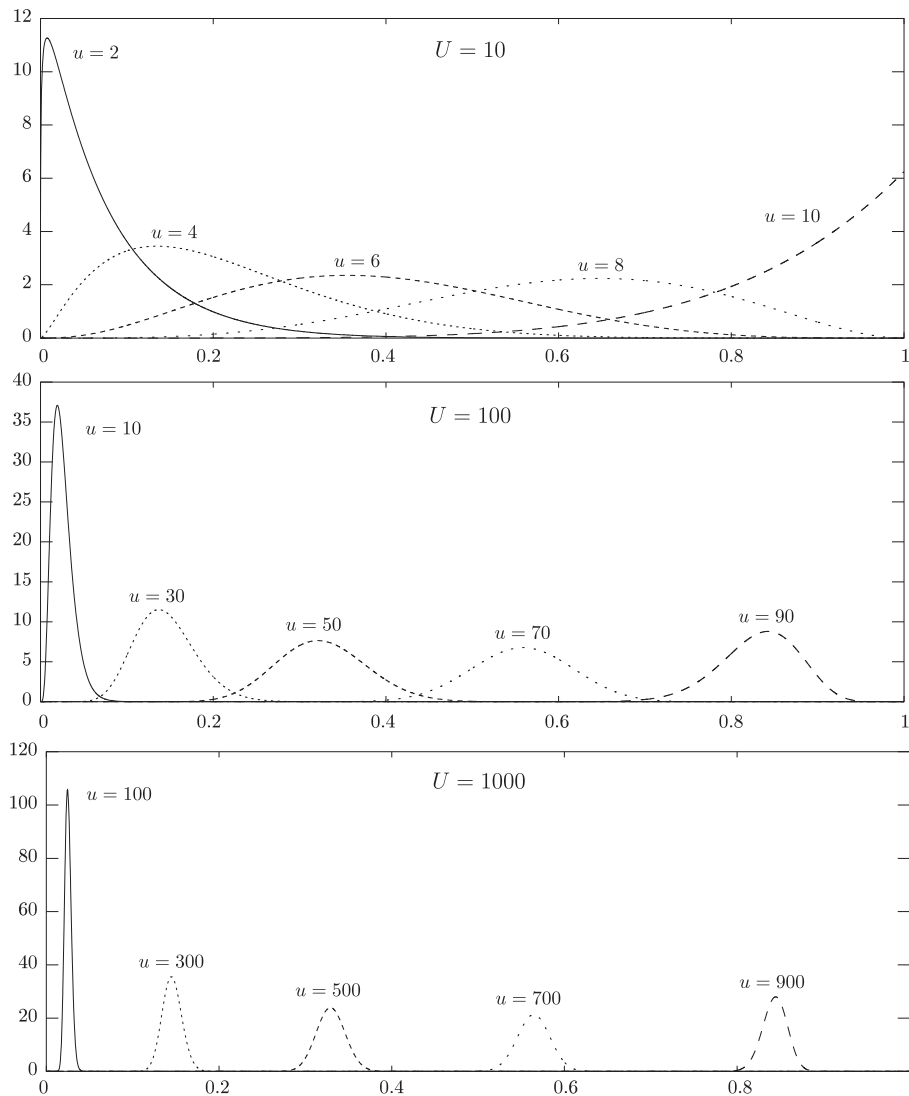 12
U = 10
u = 2
10
8
6
u = 10
4
u = 4
u = 6
u = 8
2
0
0 0.2 0.4 0.6 0.8 1
40
U = 100
35
u = 10
30
25
20
15
u = 30
10
u = 50
u = 70
u = 90
5
0
0 0.2 0.4 0.6 0.8 1
120
U = 1000
100
u = 100
80
60
40
u = 300
u = 500
u = 700
u = 900
20
0
0 0.2 0.4 0.6 0.8